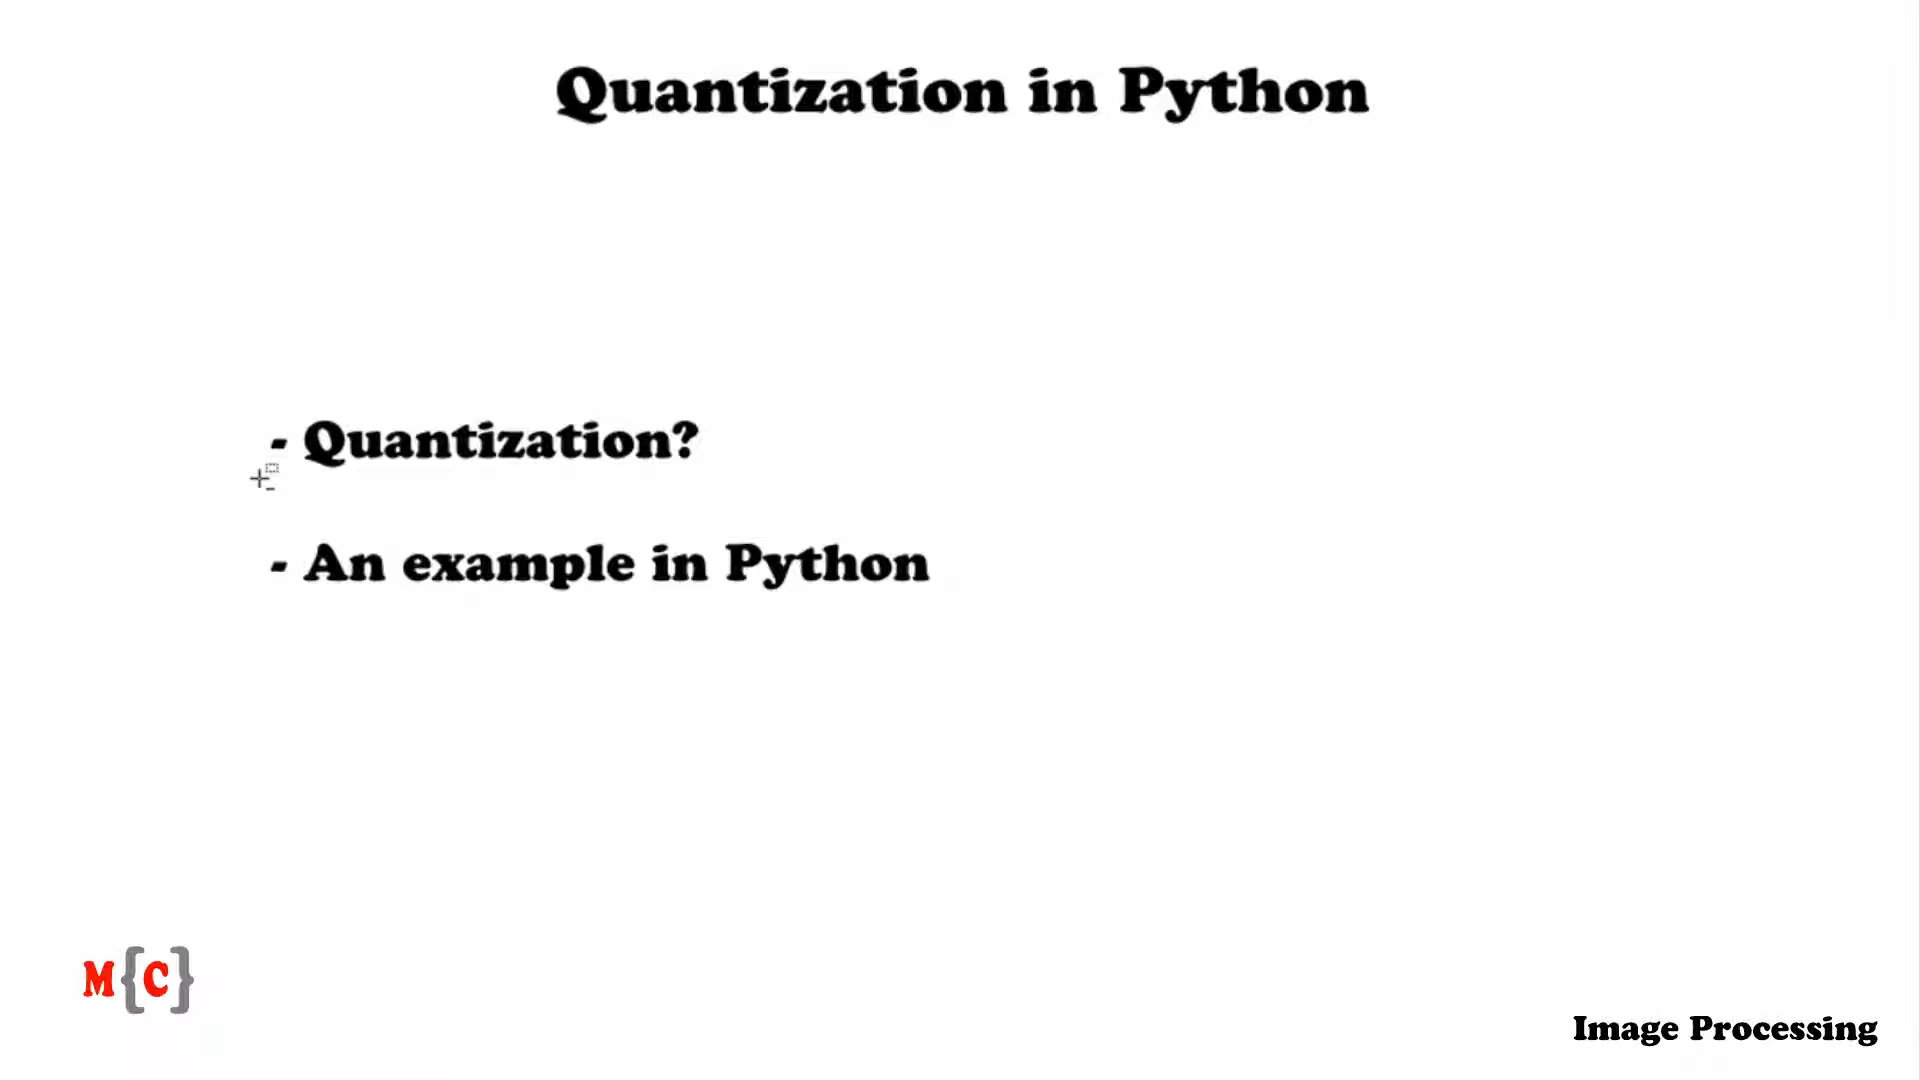 Quantization in Python
- Quantization?
- An example in Python
M{C}
Image Processing